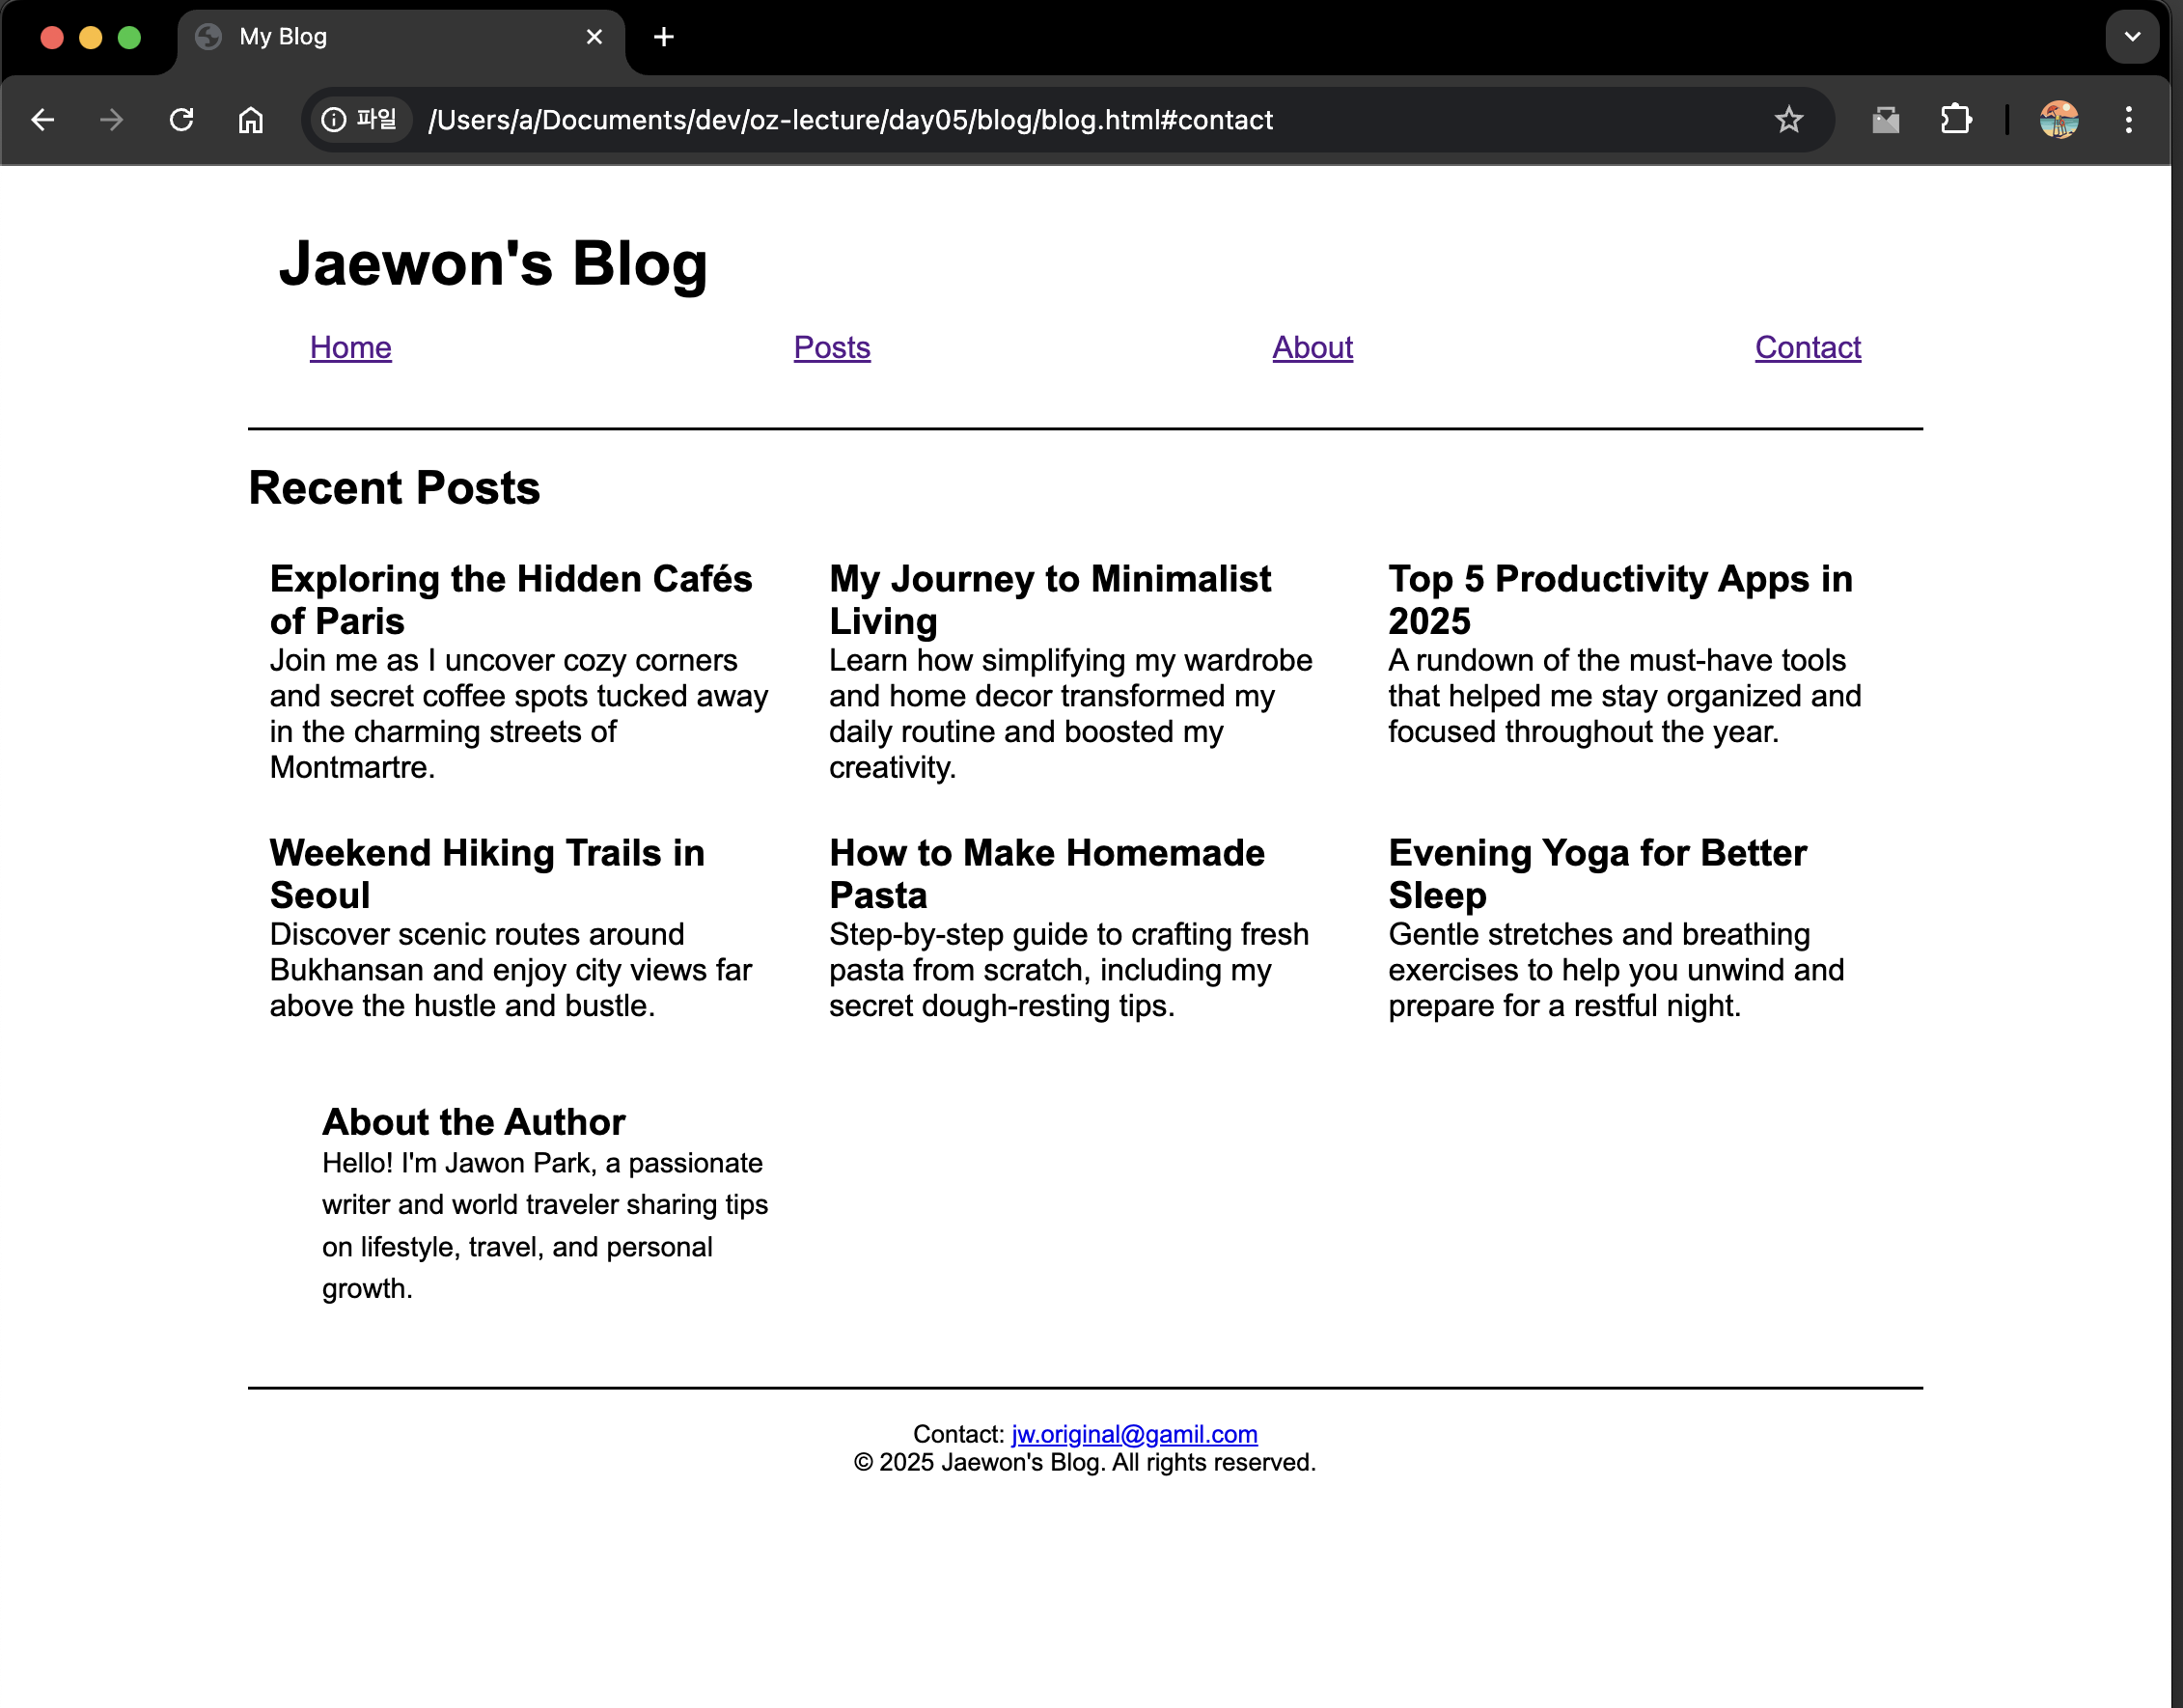 My Blog
파일
/Users/a/Documents/dev/oz-lecture/day05/blog/blog.html#contact
Jaewon's Blog
Home
Posts
About
Contact
Recent Posts
Exploring the Hidden Cafés
of Paris
Join me as I uncover cozy corners
and secret coffee spots tucked away
in the charming streets of
Montmartre.
My Journey to Minimalist
Living
Learn how simplifying my wardrobe
and home decor transformed my
daily routine and boosted my
creativity.
Top 5 Productivity Apps in
2025
A rundown of the must-have tools
that helped me stay organized and
focused throughout the year.
Weekend Hiking Trails in
Seoul
Discover scenic routes around
Bukhansan and enjoy city views far
above the hustle and bustle.
How to Make Homemade
Pasta
Step-by-step guide to crafting fresh
pasta from scratch, including my
secret dough-resting tips.
Evening Yoga for Better
Sleep
Gentle stretches and breathing
exercises to help you unwind and
prepare for a restful night.
About the Author
Hello! I'm Jawon Park, a passionate
writer and world traveler sharing tips
on lifestyle, travel, and personal
growth.
Contact: jw.original@gamil.com
© 2025 Jaewon's Blog. All rights reserved.